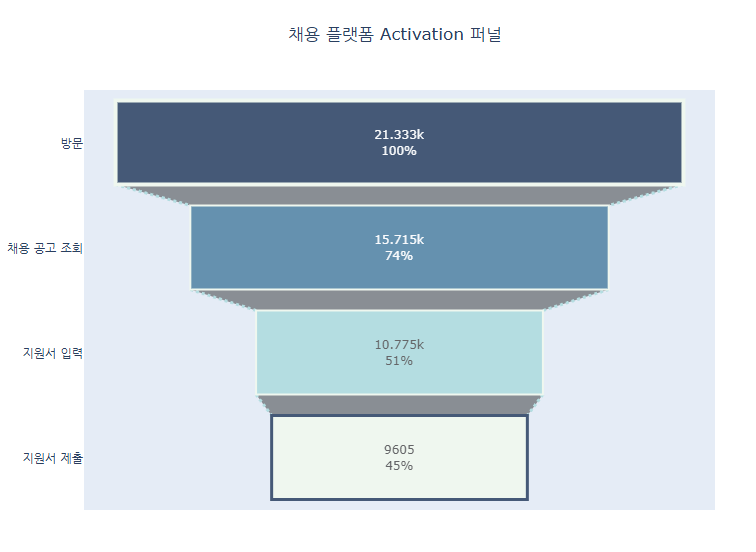 채용 플랫폼 Activation 퍼널
방문
21.333k
100%
채용 공고 조회
15.715k
74%
지원서 입력
10.775k
51%
지원서 제출
9605
45%